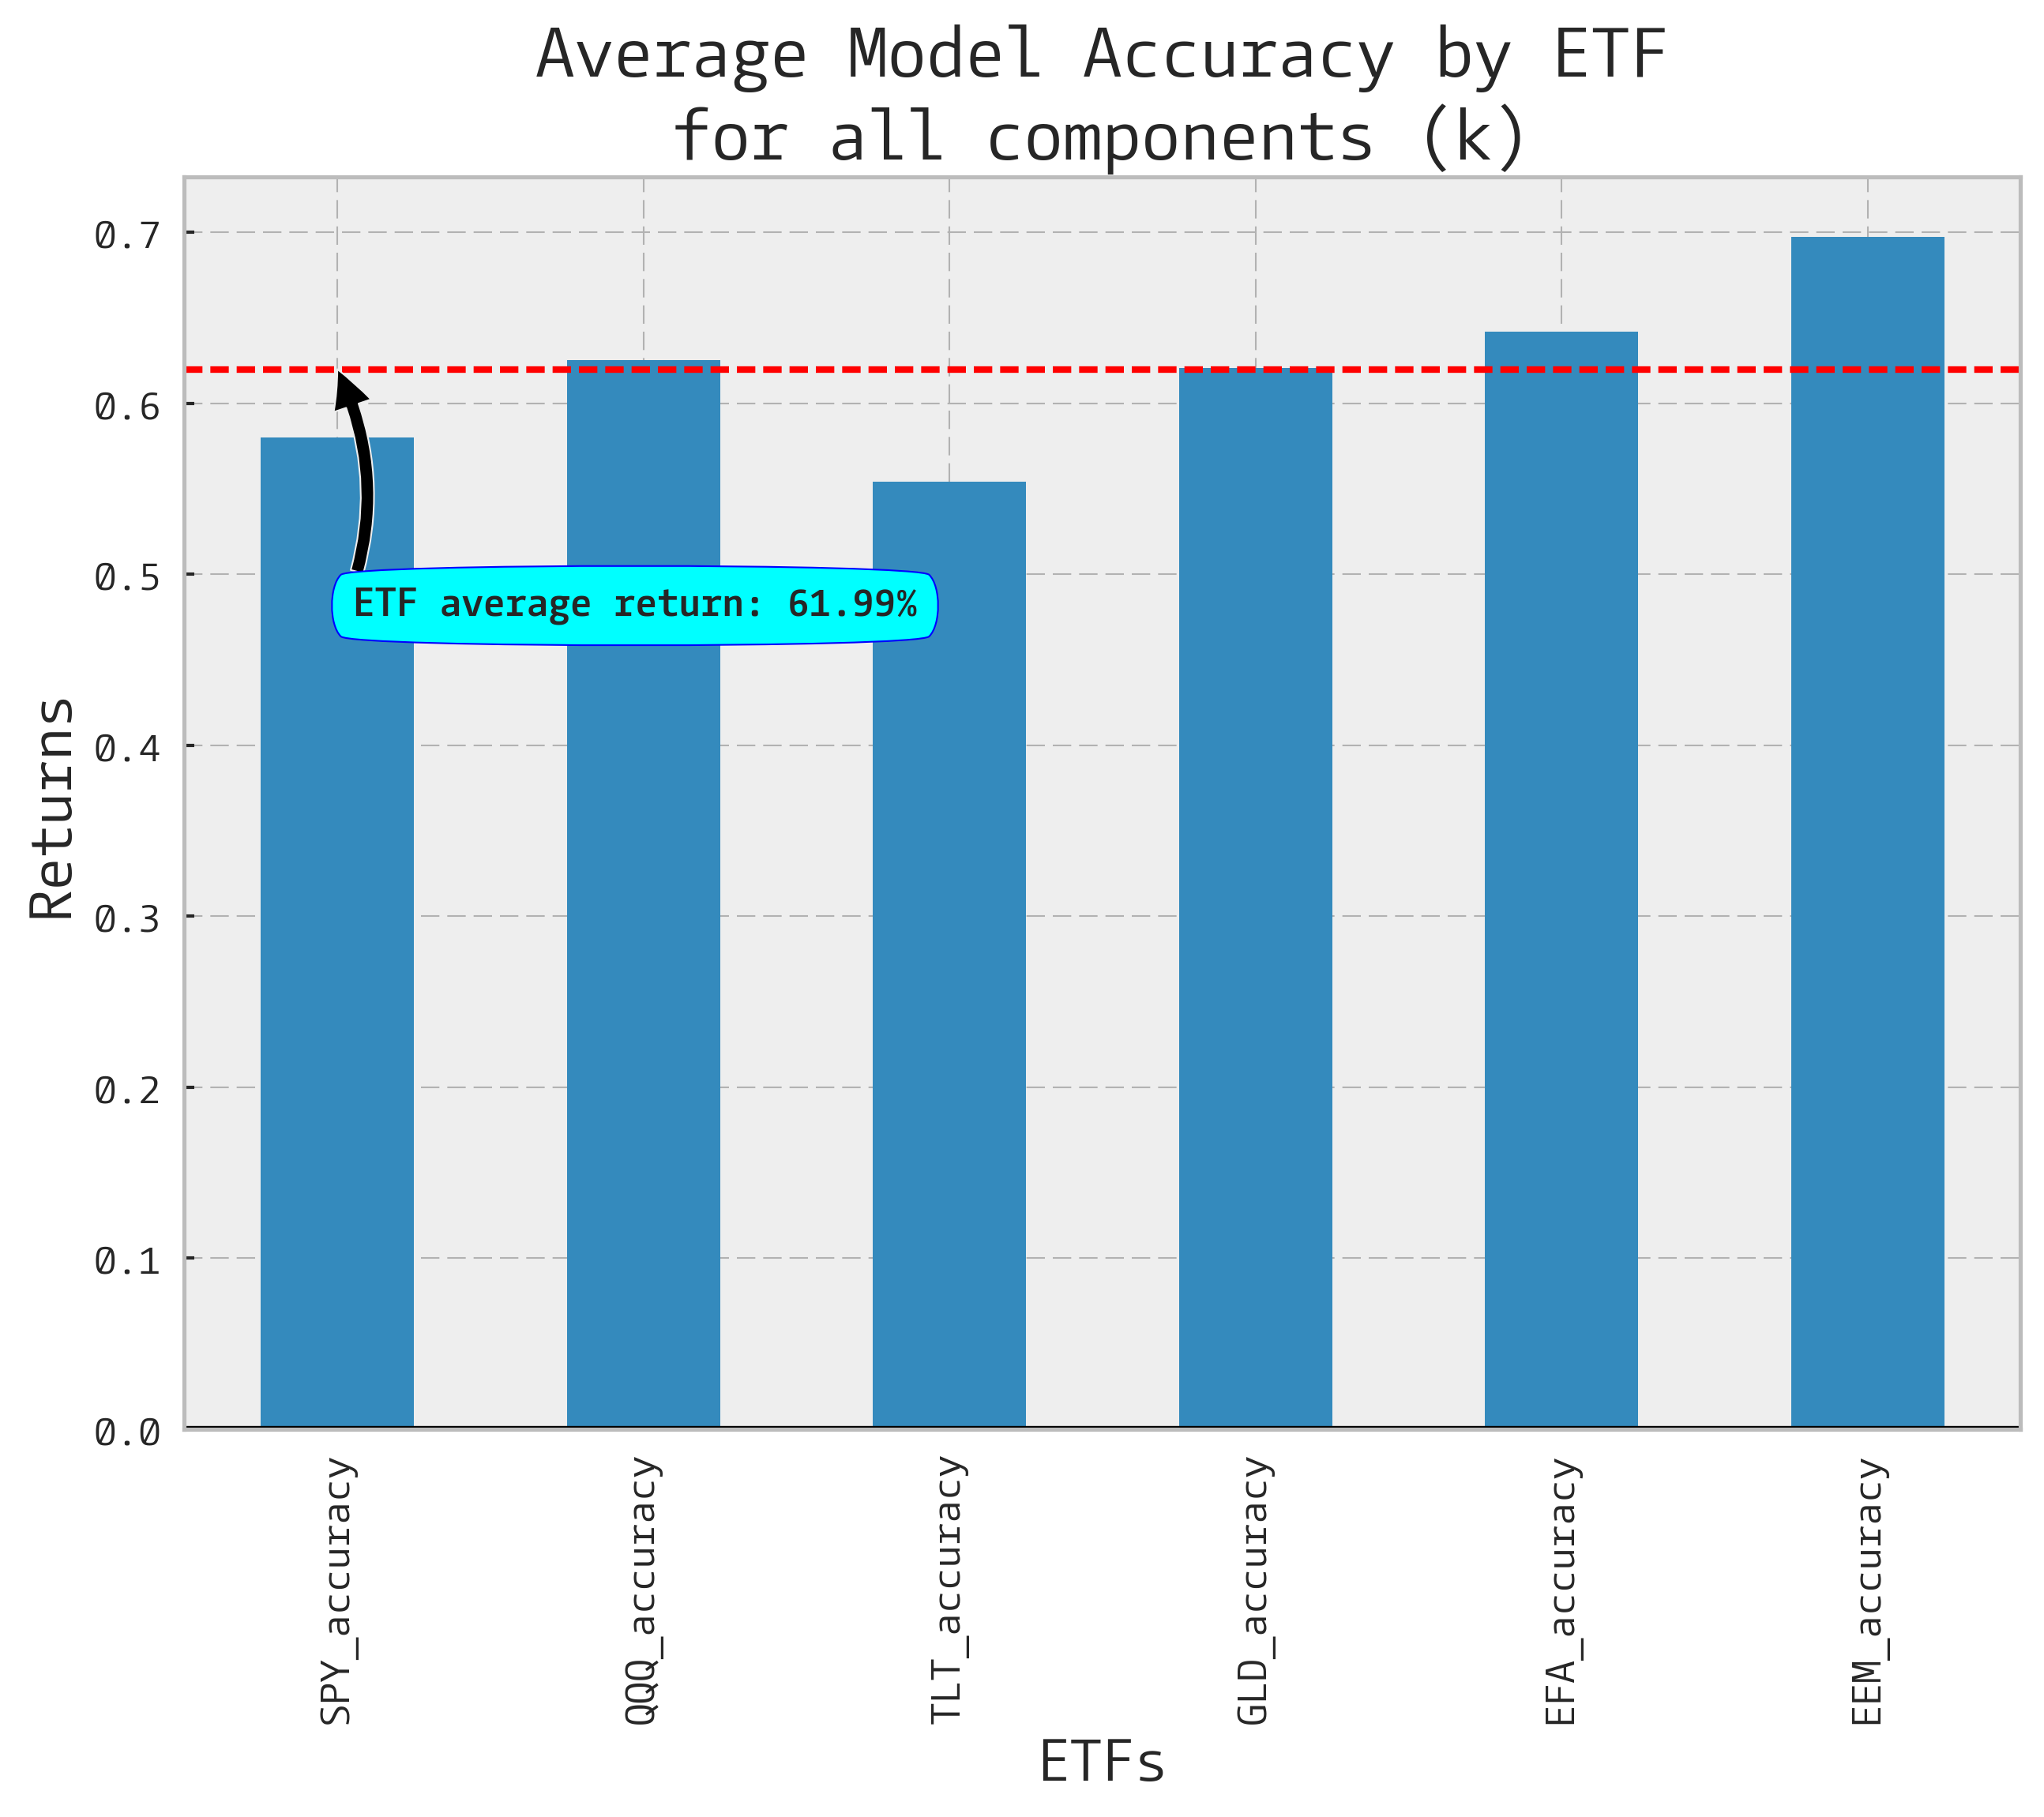 Average Model Accuracy by ETF
for all components (k)
0.7
0.6
0.5
0.4
0.3
0.2
0.1
0.0
Returns
ETF average return: 61.99%
SPY_accuracy
QQQ_accuracy
TLT_accuracy
GLD_accuracy
EFA_accuracy
EEM_accuracy
ETFs